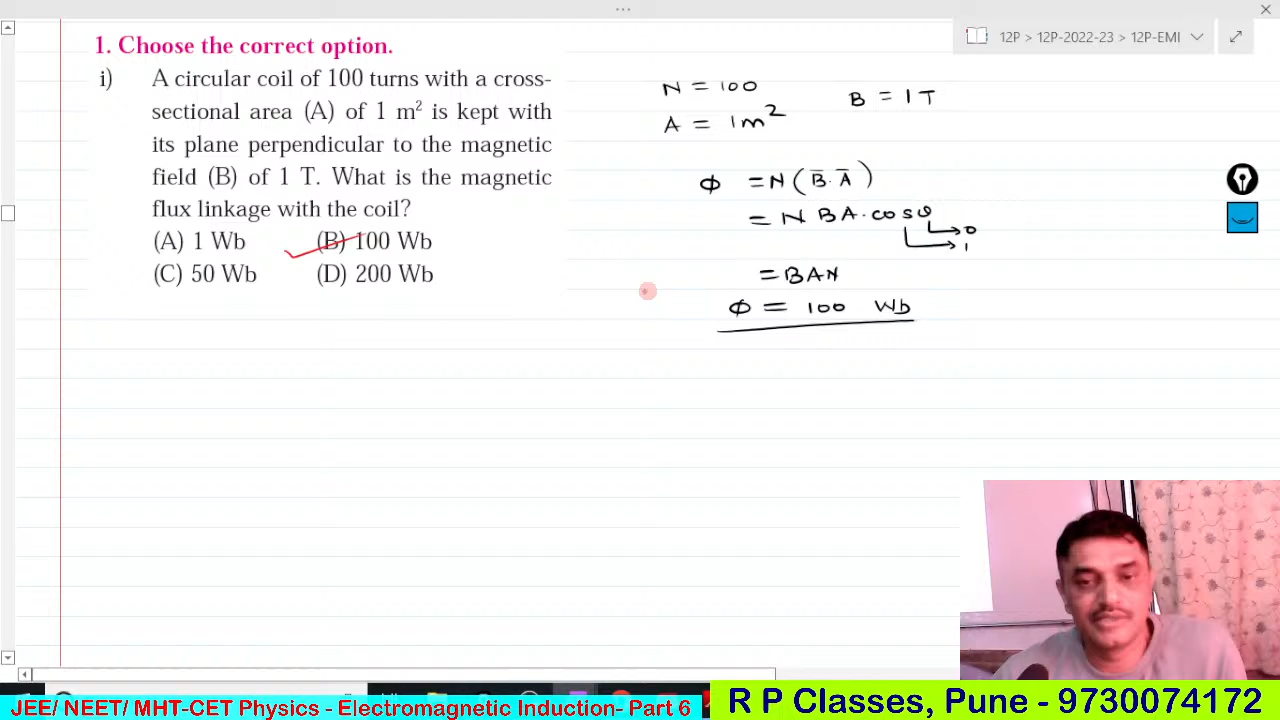 12P > 12P-2022-23 > 12P-EMI
1. Choose the correct option.
i) A circular coil of 100 turns with a cross-
sectional area (A) of 1 m² is kept with
its plane perpendicular to the magnetic
field (B) of 1 T. What is the magnetic
flux linkage with the coil?
(A) 1 Wb (B) 100 Wb
(C) 50 Wb (D) 200 Wb
N = 100
B = 1 T
A = 1m²
ϕ = N (B̅. A̅)
= N BA. cosθ
→ 0
→ 1
= BAN
ϕ = 100 Wb
JEE/ NEET/ MHT-CET Physics - Electromagnetic Induction- Part 6
R P Classes, Pune - 9730074172